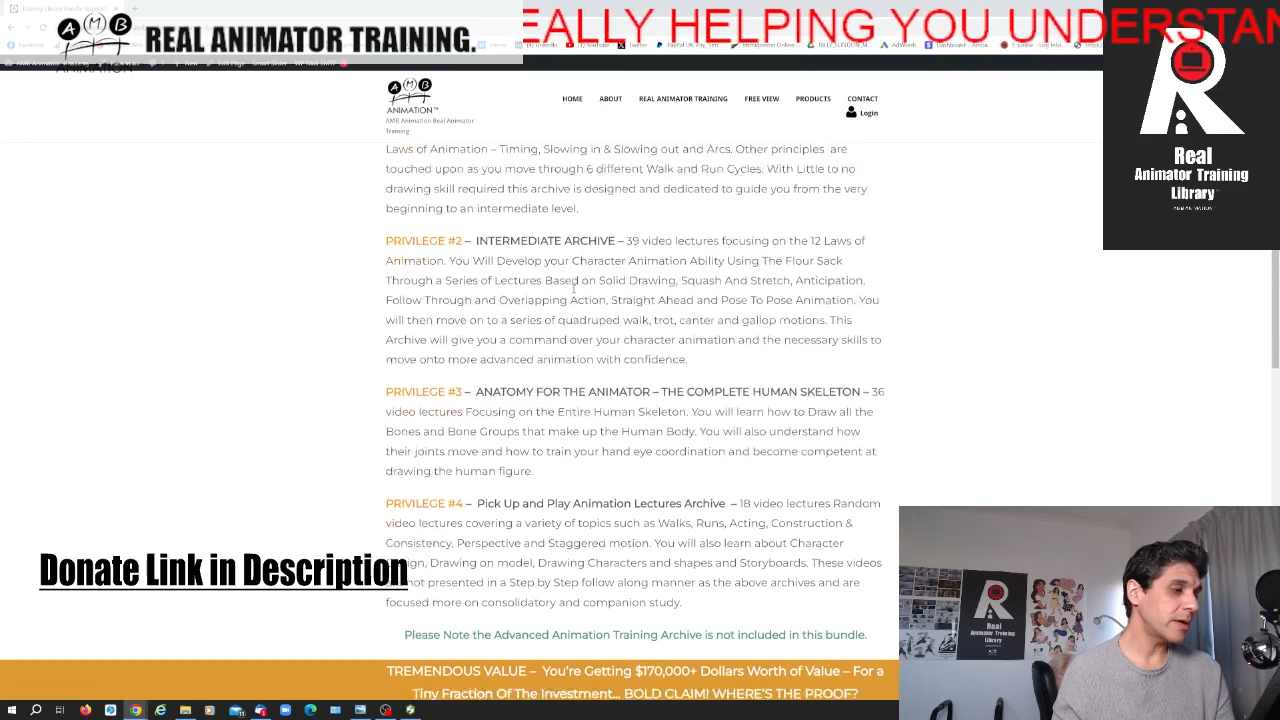 EALLY HELPING YOU UNDERSTAN
AMB
ANIMATION
REAL ANIMATOR TRAINING.
Real
Animator Training
Library
AMB
ANIMATION™
AMB Animation Real Animator
Training
HOME ABOUT REAL ANIMATOR TRAINING FREE VIEW PRODUCTS CONTACT
Login
Laws of Animation – Timing, Slowing in & Slowing out and Arcs. Other principles are
touched upon as you move through 6 different Walk and Run Cycles. With Little to no
drawing skill required this archive is designed and dedicated to guide you from the very
beginning to an intermediate level.
PRIVILEGE #2 – INTERMEDIATE ARCHIVE – 39 video lectures focusing on the 12 Laws of
Animation. You Will Develop your Character Animation Ability Using The Flour Sack
Through a Series of Lectures Based on Solid Drawing, Squash And Stretch, Anticipation,
Follow Through and Overlapping Action, Straight Ahead and Pose To Pose Animation. You
will then move on to a series of quadruped walk, trot, canter and gallop motions. This
Archive will give you a command over your character animation and the necessary skills to
move onto more advanced animation with confidence.
PRIVILEGE #3 – ANATOMY FOR THE ANIMATOR – THE COMPLETE HUMAN SKELETON – 36
video lectures Focusing on the Entire Human Skeleton. You will learn how to Draw all the
Bones and Bone Groups that make up the Human Body. You will also understand how
their joints move and how to train your hand eye coordination and become competent at
drawing the human figure.
PRIVILEGE #4 – Pick Up and Play Animation Lectures Archive – 18 video lectures Random
video lectures covering a variety of topics such as Walks, Runs, Acting, Construction &
Consistency, Perspective and Staggered motion. You will also learn about Character
ign, Drawing on model, Drawing Characters and shapes and Storyboards. These videos
not presented in a Step by Step follow along manner as the above archives and are
focused more on consolidatory and companion study.
Donate Link in Description
Please Note the Advanced Animation Training Archive is not included in this bundle.
TREMENDOUS VALUE – You're Getting $170,000+ Dollars Worth of Value – For a
Tiny Fraction Of The Investment... BOLD CLAIM! WHERE'S THE PROOF?
Real
Animator Training
Library